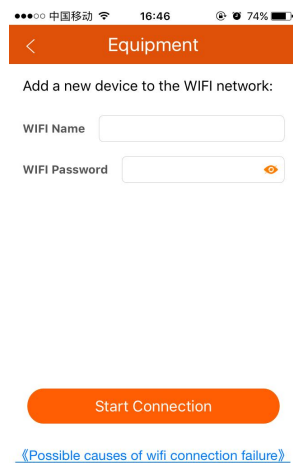 中国移动 16:46 74%
Equipment
Add a new device to the WIFI network:
WIFI Name
WIFI Password
Start Connection
《Possible causes of wifi connection failure》